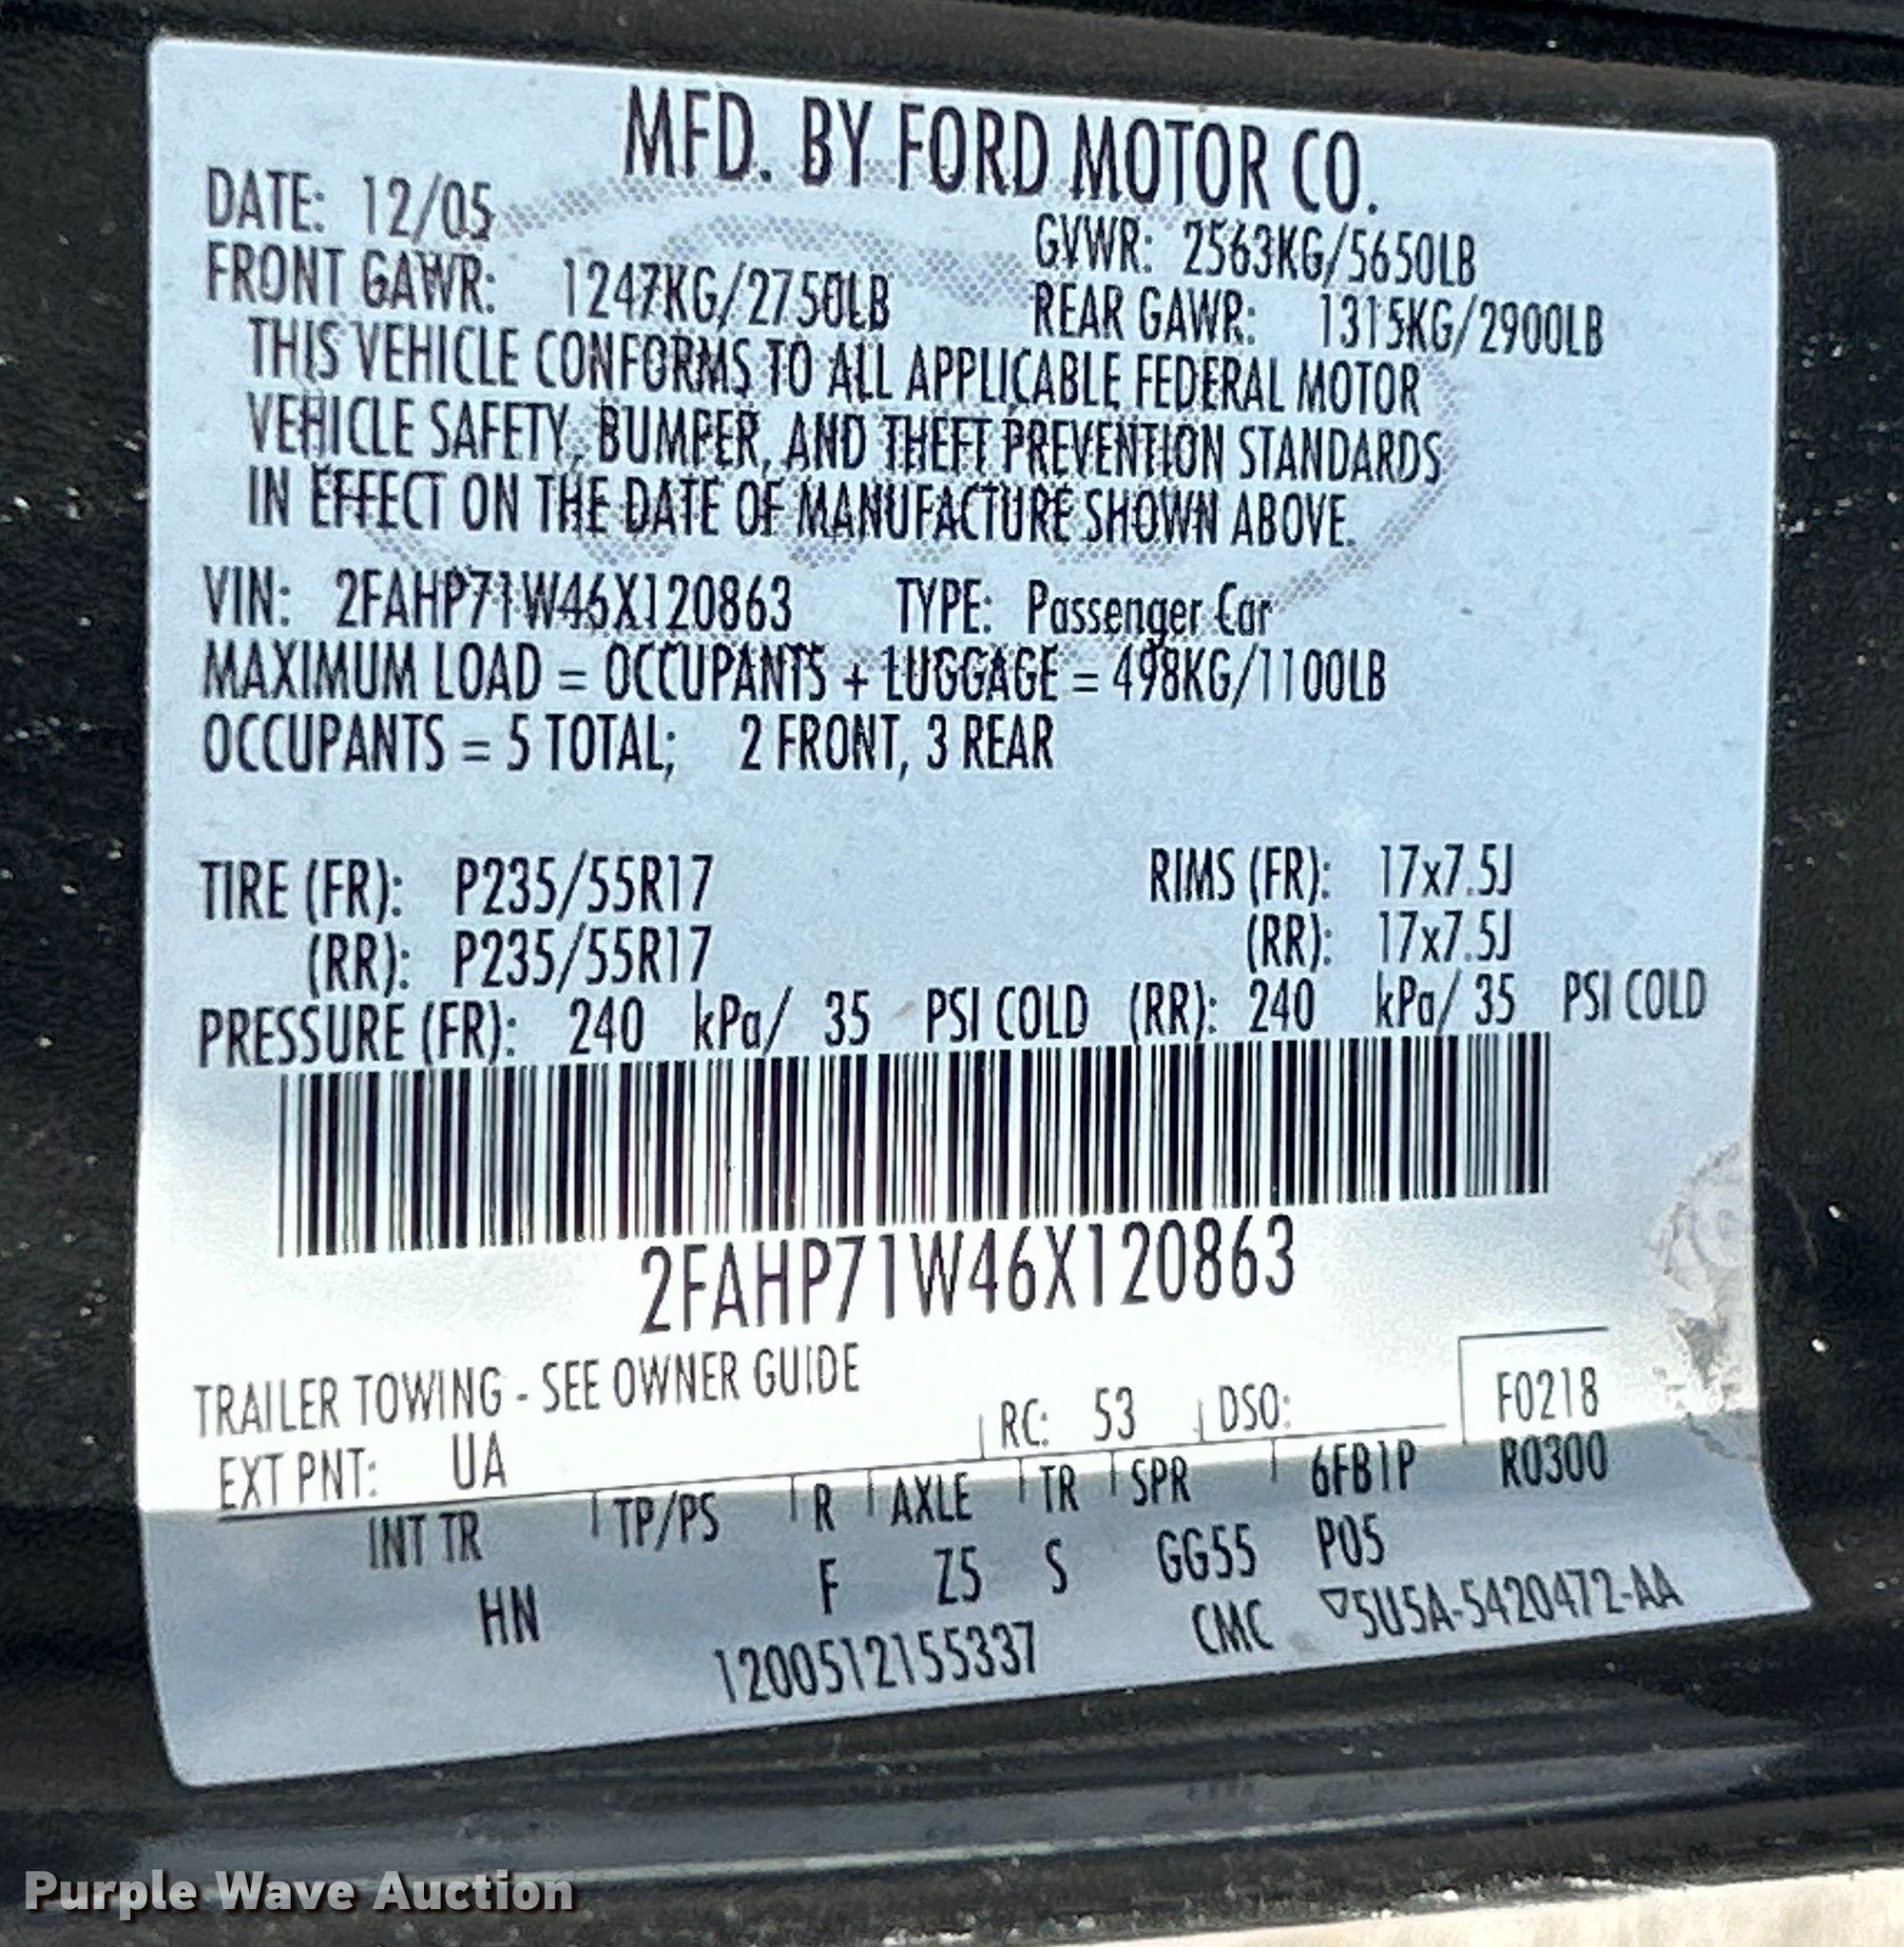 MFD. BY FORD MOTOR CO.
DATE: 12/05 GVWR: 2563KG/5650LB
FRONT GAWR: 1247KG/2750LB REAR GAWR: 1315KG/2900LB
THIS VEHICLE CONFORMS TO ALL APPLICABLE FEDERAL MOTOR
VEHICLE SAFETY, BUMPER, AND THEFT PREVENTION STANDARDS
IN EFFECT ON THE DATE OF MANUFACTURE SHOWN ABOVE.
VIN: 2FAHP71W46X120863 TYPE: Passenger Car
MAXIMUM LOAD = OCCUPANTS + LUGGAGE = 498KG/1100LB
OCCUPANTS = 5 TOTAL; 2 FRONT, 3 REAR
TIRE (FR): P235/55R17 RIMS (FR): 17x7.5J
(RR): P235/55R17 (RR): 17x7.5J
PRESSURE (FR): 240 kPa/ 35 PSI COLD (RR): 240 kPa/ 35 PSI COLD
2FAHP71W46X120863
TRAILER TOWING - SEE OWNER GUIDE
EXT PNT: UA RC: 53 DSO: F0218
INT TR TP/PS R AXLE TR SPR 6FB1P R0300
HN F Z5 S GG55 P05
1200512155337 CMC ▽5U5A-5420472-AA
Purple Wave Auction